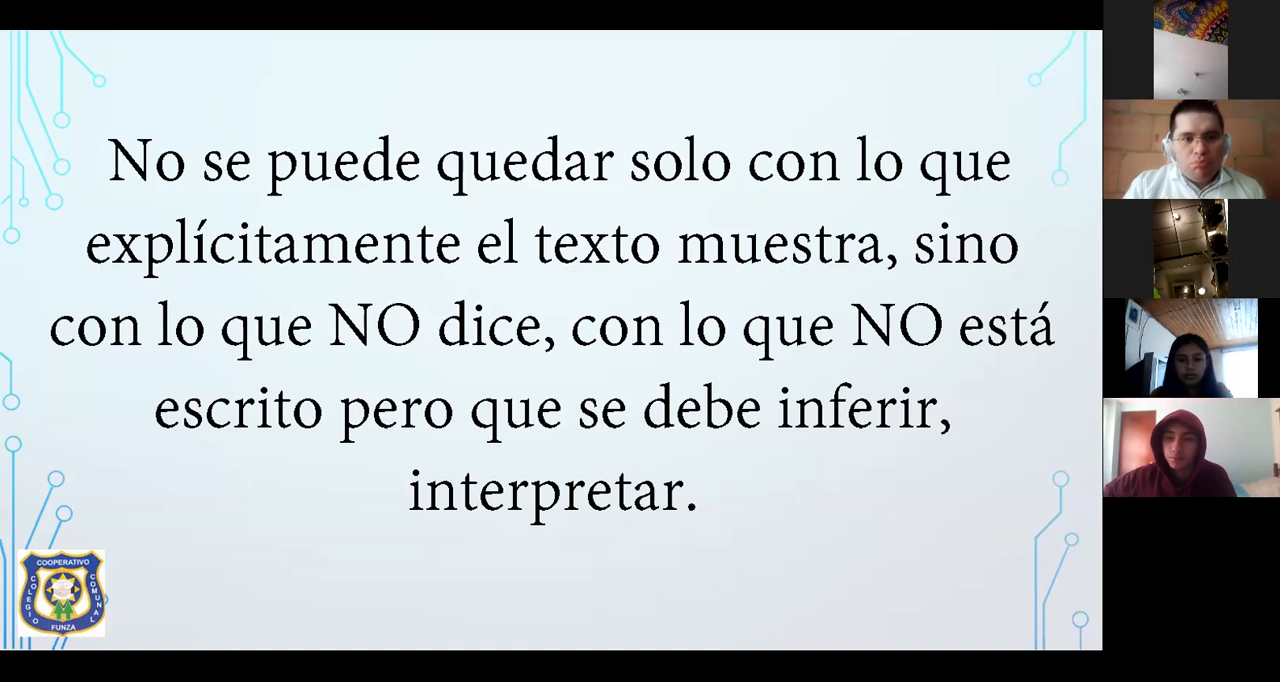 No se puede quedar solo con lo que
explícitamente el texto muestra, sino
con lo que NO dice, con lo que NO está
escrito pero que se debe inferir,
interpretar.
COOPERATIVO
COLEGIO
COMUNAL
FUNZA